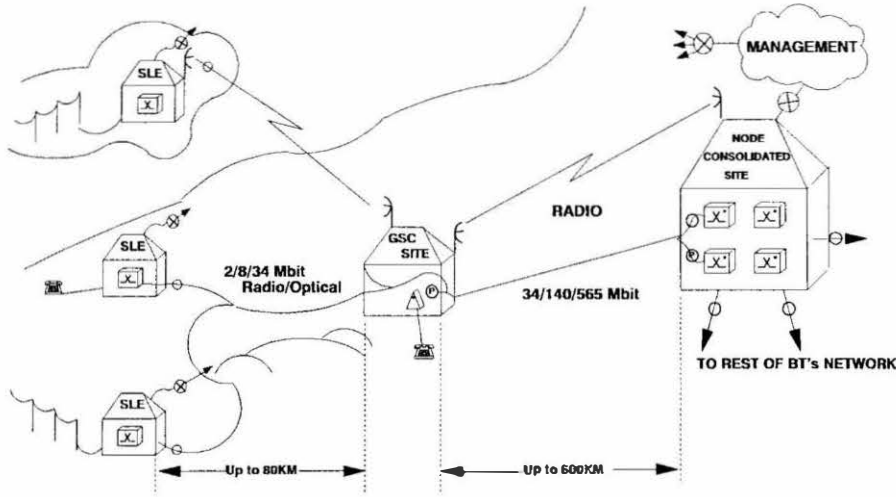 SLE
MANAGEMENT
NODE
CONSOLIDATED
SITE
RADIO
GSC
SITE
SLE
2/8/34 Mbit
Radio/Optical
P
P
P
34/140/565 Mbit
TO REST OF BT's NETWORK
SLE
Up to 80KM
Up to 600KM